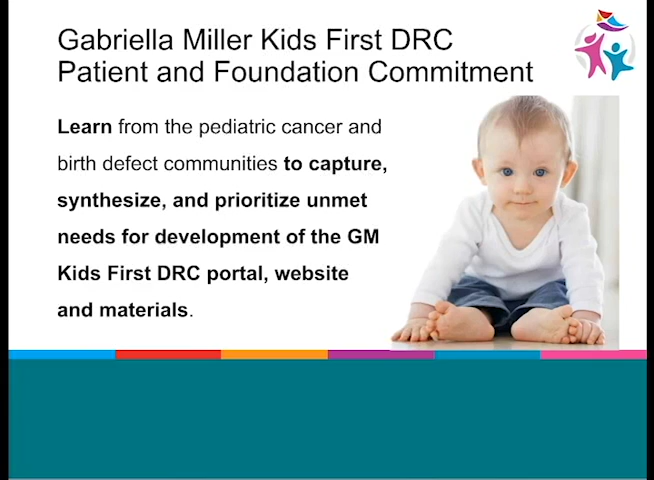 Gabriella Miller Kids First DRC
Patient and Foundation Commitment
Learn from the pediatric cancer and
birth defect communities to capture,
synthesize, and prioritize unmet
needs for development of the GM
Kids First DRC portal, website
and materials.